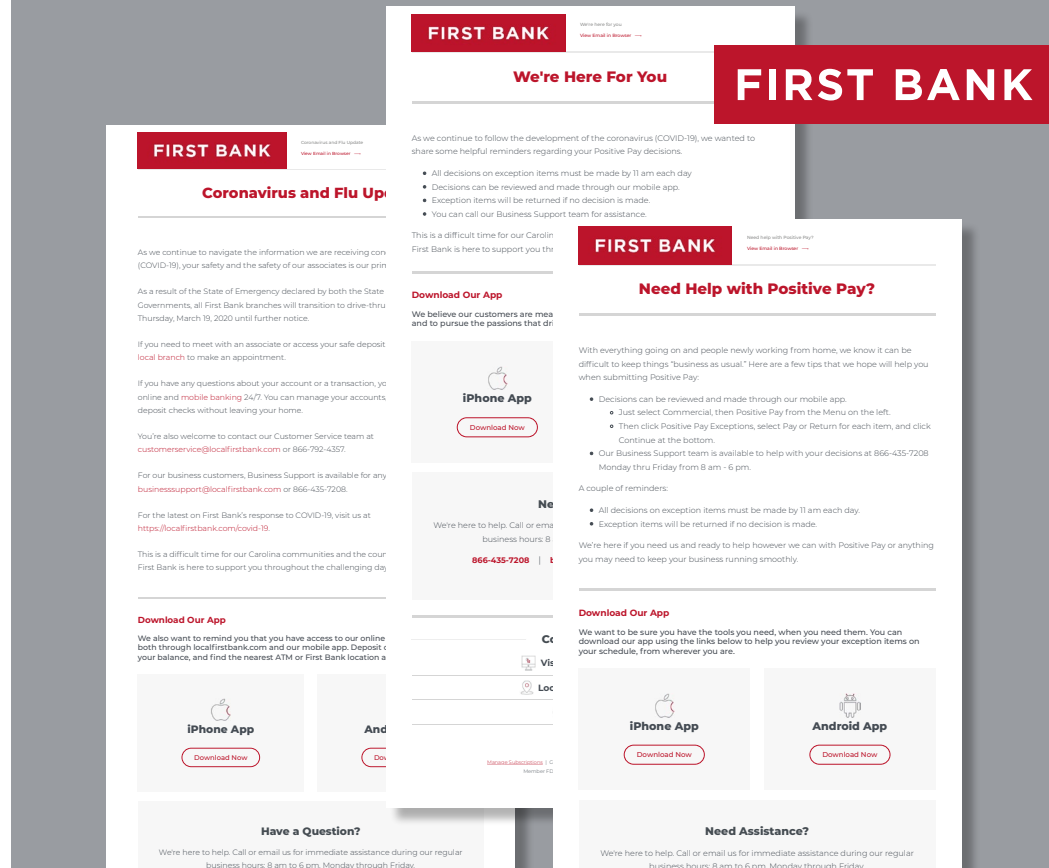 FIRST BANK
We're here for you.
View Email in Browser →
We're Here For You
As we continue to follow the development of the coronavirus (COVID-19), we wanted to
share some helpful reminders regarding your Positive Pay decisions.
All decisions on exception items must be made by 11 am each day
Decisions can be reviewed and made through our mobile app.
Exception items will be returned if no decision is made.
You can call our Business Support team for assistance.
This is a difficult time for our Carolin
First Bank is here to support you thr
Download Our App
We believe our customers are mea
and to pursue the passions that dri
iPhone App
Download Now
Ne
We're here to help. Call or ema
business hours: 8
866-435-7208 | b
Co
Vis
Loc
Manage Subscriptions | C
Member FD
FIRST BANK
FIRST BANK
Coronavirus and Flu Update
View Email in Browser →
Coronavirus and Flu Upd
As we continue to navigate the information we are receiving con
(COVID-19), your safety and the safety of our associates is our prin
As a result of the State of Emergency declared by both the State
Governments, all First Bank branches will transition to drive-thru
Thursday, March 19, 2020 until further notice.
If you need to meet with an associate or access your safe deposit
local branch to make an appointment.
If you have any questions about your account or a transaction, yo
online and mobile banking 24/7. You can manage your accounts,
deposit checks without leaving your home.
You're also welcome to contact our Customer Service team at
customerservice@localfirstbank.com or 866-792-4357.
For our business customers, Business Support is available for any
businesssupport@localfirstbank.com or 866-435-7208.
For the latest on First Bank's response to COVID-19, visit us at
https://localfirstbank.com/covid-19.
This is a difficult time for our Carolina communities and the coun
First Bank is here to support you throughout the challenging day
Download Our App
We also want to remind you that you have access to our online
both through localfirstbank.com and our mobile app. Deposit c
your balance, and find the nearest ATM or First Bank location a
iPhone App
Download Now
And
Dow
Have a Question?
We're here to help. Call or email us for immediate assistance during our regular
business hours: 8 am to 6 pm, Monday through Friday.
FIRST BANK
Need help with Positive Pay?
View Email in Browser →
Need Help with Positive Pay?
With everything going on and people newly working from home, we know it can be
difficult to keep things "business as usual." Here are a few tips that we hope will help you
when submitting Positive Pay:
Decisions can be reviewed and made through our mobile app.
Just select Commercial, then Positive Pay from the Menu on the left.
Then click Positive Pay Exceptions, select Pay or Return for each item, and click
Continue at the bottom.
Our Business Support team is available to help with your decisions at 866-435-7208
Monday thru Friday from 8 am - 6 pm.
A couple of reminders:
All decisions on exception items must be made by 11 am each day.
Exception items will be returned if no decision is made.
We're here if you need us and ready to help however we can with Positive Pay or anything
you may need to keep your business running smoothly.
Download Our App
We want to be sure you have the tools you need, when you need them. You can
download our app using the links below to help you review your exception items on
your schedule, from wherever you are.
iPhone App
Download Now
Android App
Download Now
Need Assistance?
We're here to help. Call or email us for immediate assistance during our regular
business hours: 8 am to 6 pm, Monday through Friday.